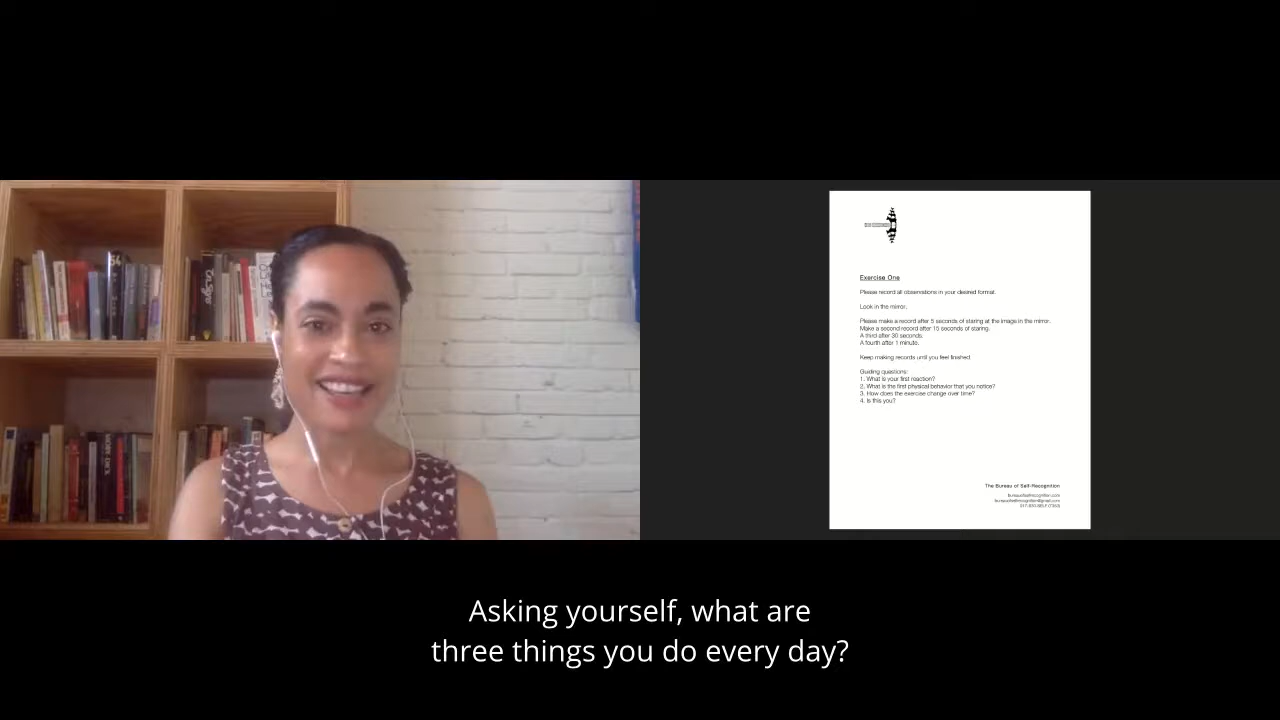 Exercise One
Please record all observations in your desired format.
Look in the mirror.
Please make a record after 5 seconds of staring at the image in the mirror.
Make a second record after 15 seconds of staring.
A third after 30 seconds.
A fourth after 1 minute.
Keep making records until you feel finished.
Guiding questions:
1. What is your first reaction?
2. What is the first physical behavior that you notice?
3. How does the exercise change over time?
4. Is this you?
The Bureau of Self-Recognition
bureauofselfrecognition.com
bureauofselfrecognition@gmail.com
Asking yourself, what are
three things you do every day?